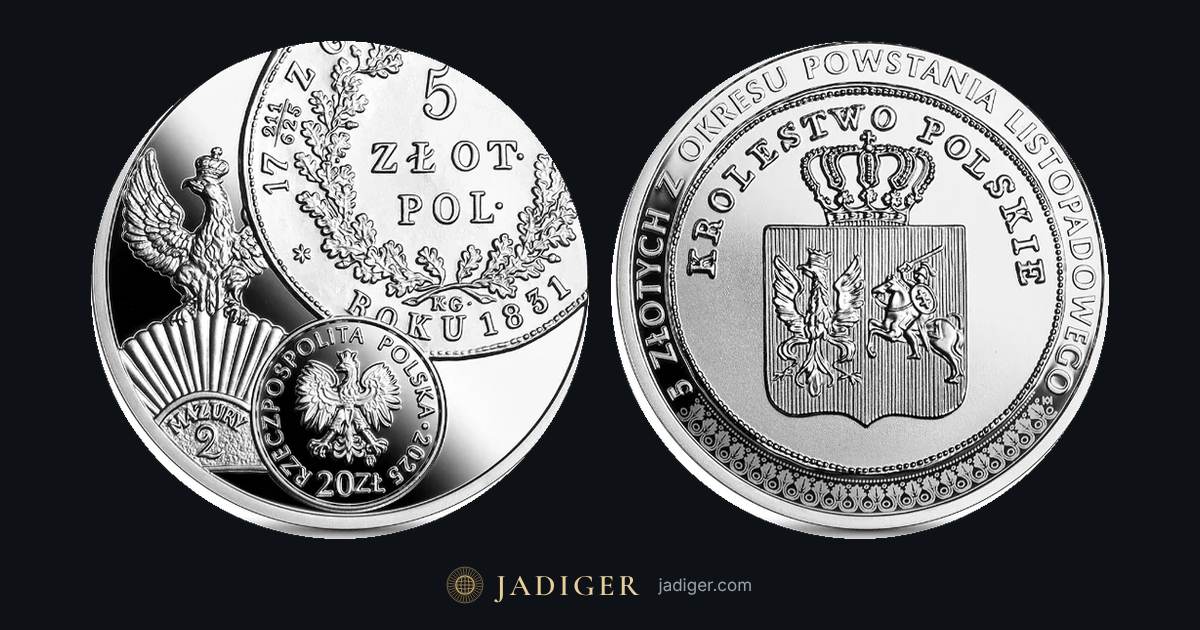 17 211/625 Z G
5
ZŁOT·
POL·
K·G·
* ROKU 1831
MAZURY
2
RZECZPOSPOLITA POLSKA · 2025
20 ZŁ
5 ZŁOTYCH Z OKRESU POWSTANIA LISTOPADOWEGO
KROLESTWO POLSKIE
JADIGER
jadiger.com